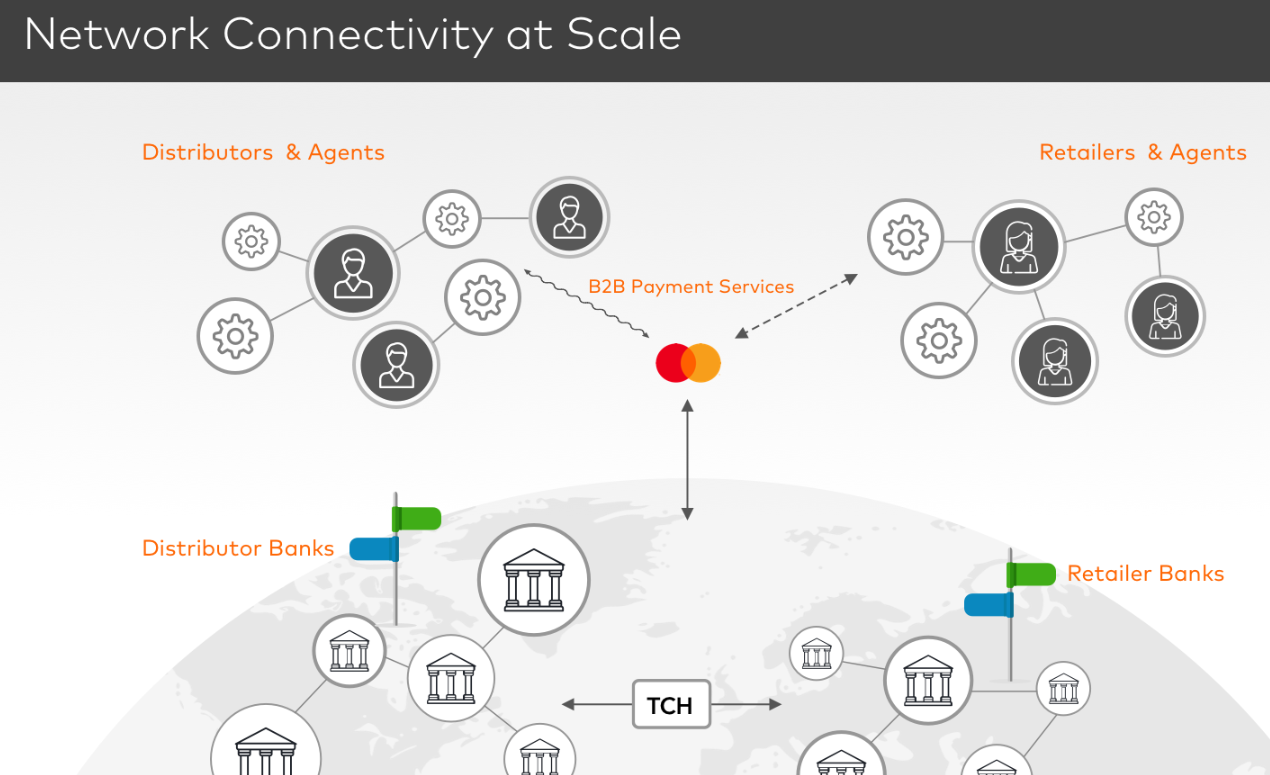 Network Connectivity at Scale
Distributors & Agents
Retailers & Agents
B2B Payment Services
Distributor Banks
Retailer Banks
TCH